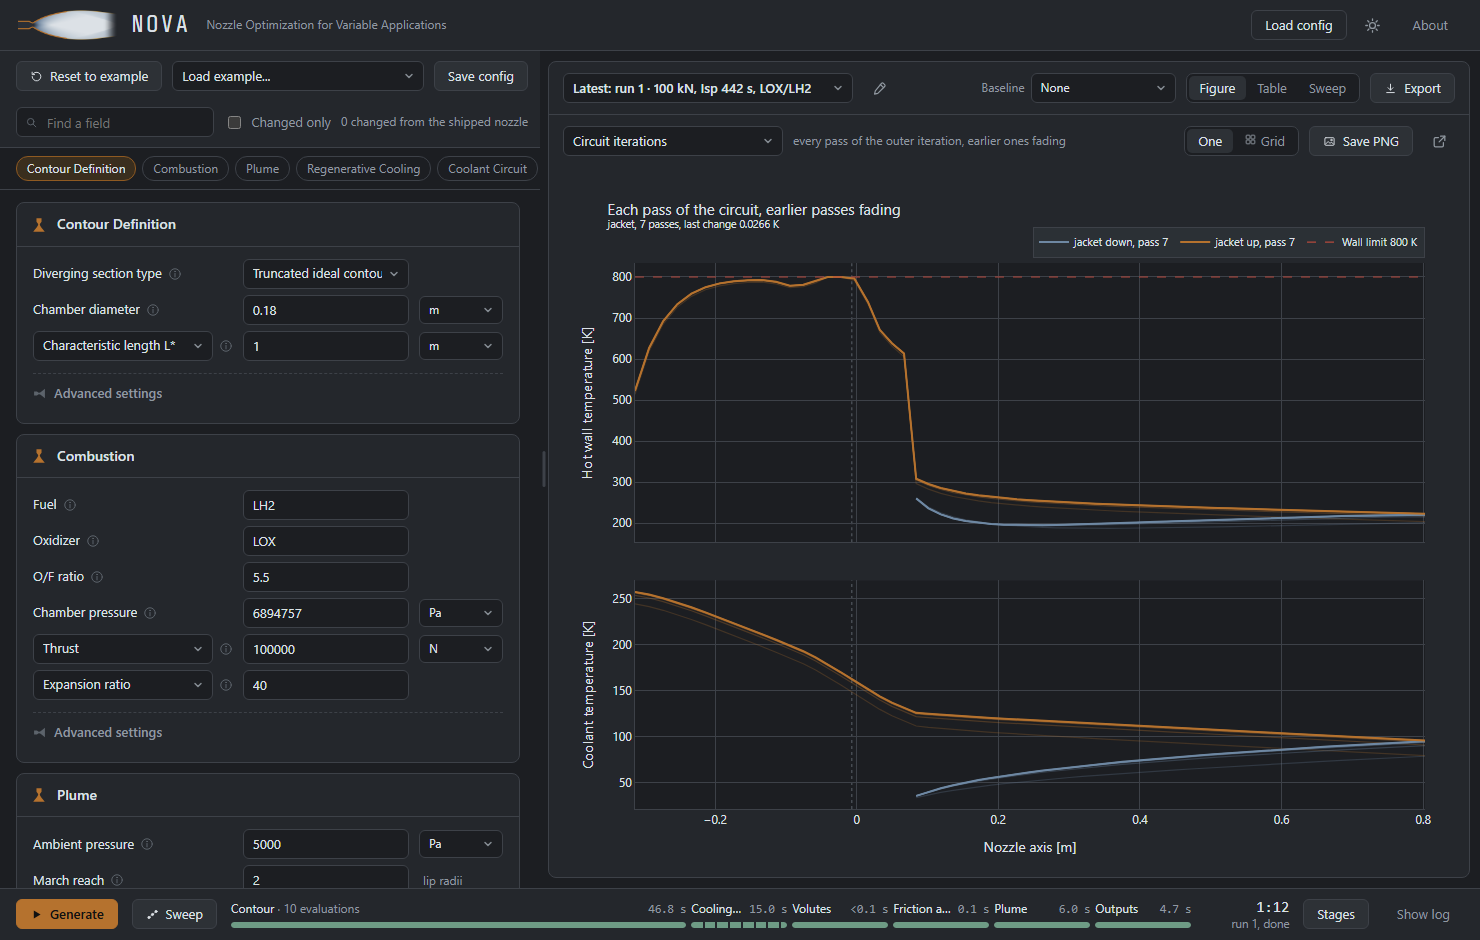 NOVA
Nozzle Optimization for Variable Applications
Load config
About
Reset to example
Load example...
Save config
Find a field
Changed only
0 changed from the shipped nozzle
Contour Definition
Combustion
Plume
Regenerative Cooling
Coolant Circuit
Contour Definition
Diverging section type
Truncated ideal contou
Chamber diameter
0.18
m
Characteristic length L*
1
m
Advanced settings
Combustion
Fuel
LH2
Oxidizer
LOX
O/F ratio
5.5
Chamber pressure
6894757
Pa
Thrust
100000
N
Expansion ratio
40
Advanced settings
Plume
Ambient pressure
5000
Pa
March reach
2
lip radii
Latest: run 1 · 100 kN, Isp 442 s, LOX/LH2
Baseline
None
Figure
Table
Sweep
Export
Circuit iterations
every pass of the outer iteration, earlier ones fading
One
Grid
Save PNG
Each pass of the circuit, earlier passes fading
jacket, 7 passes, last change 0.0266 K
jacket down, pass 7
jacket up, pass 7
Wall limit 800 K
Hot wall temperature [K]
800
700
600
500
400
300
200
Coolant temperature [K]
250
200
150
100
50
−0.2
0
0.2
0.4
0.6
0.8
Nozzle axis [m]
Generate
Sweep
Contour · 10 evaluations
46.8 s
Cooling...
15.0 s
Volutes
<0.1 s
Friction a...
0.1 s
Plume
6.0 s
Outputs
4.7 s
1:12
run 1, done
Stages
Show log